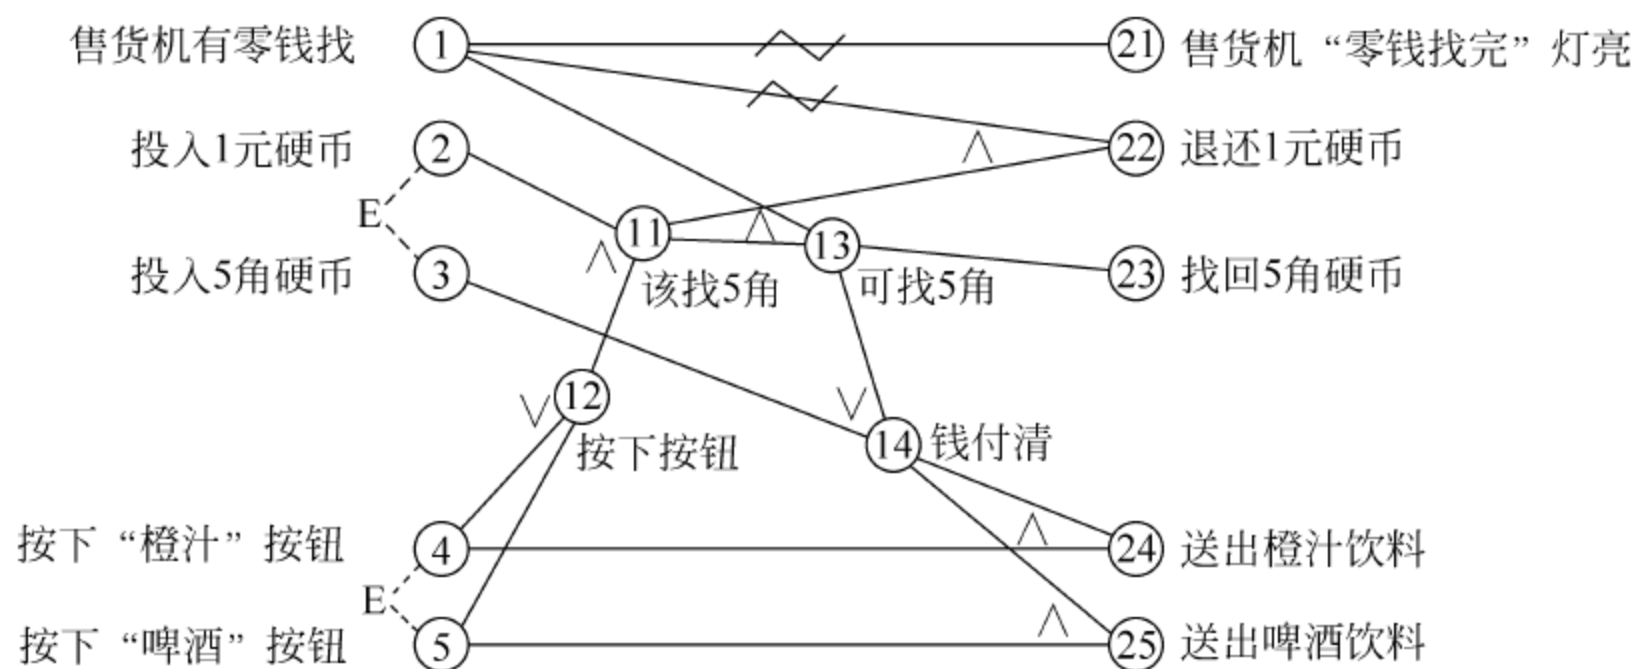 售货机有零钱找 1 21 售货机“零钱找完”灯亮
投入1元硬币 2 ∧ 22 退还1元硬币
E 11 ∧ 13
投入5角硬币 3 ∧ 该找5角 可找5角 23 找回5角硬币
∨ 12 ∨
按下按钮 14 钱付清
按下“橙汁”按钮 4 ∧ 24 送出橙汁饮料
E
按下“啤酒”按钮 5 ∧ 25 送出啤酒饮料